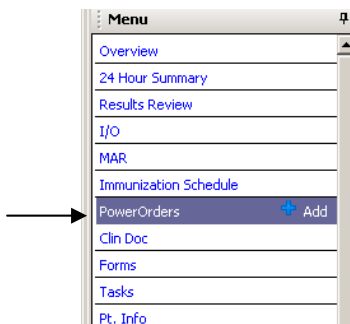 Menu
Overview
24 Hour Summary
Results Review
I/O
MAR
Immunization Schedule
PowerOrders Add
Clin Doc
Forms
Tasks
Pt. Info